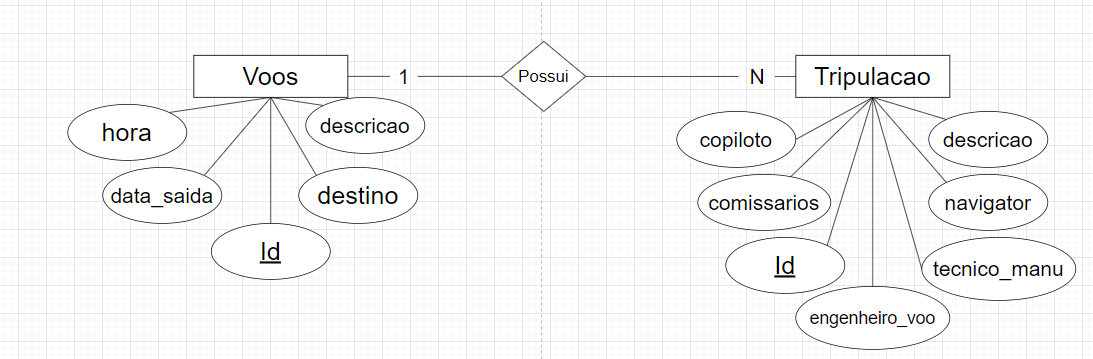 Voos
1
Possui
N
Tripulacao
hora
descricao
data_saida
destino
Id
copiloto
descricao
comissarios
navigator
Id
tecnico_manu
engenheiro_voo